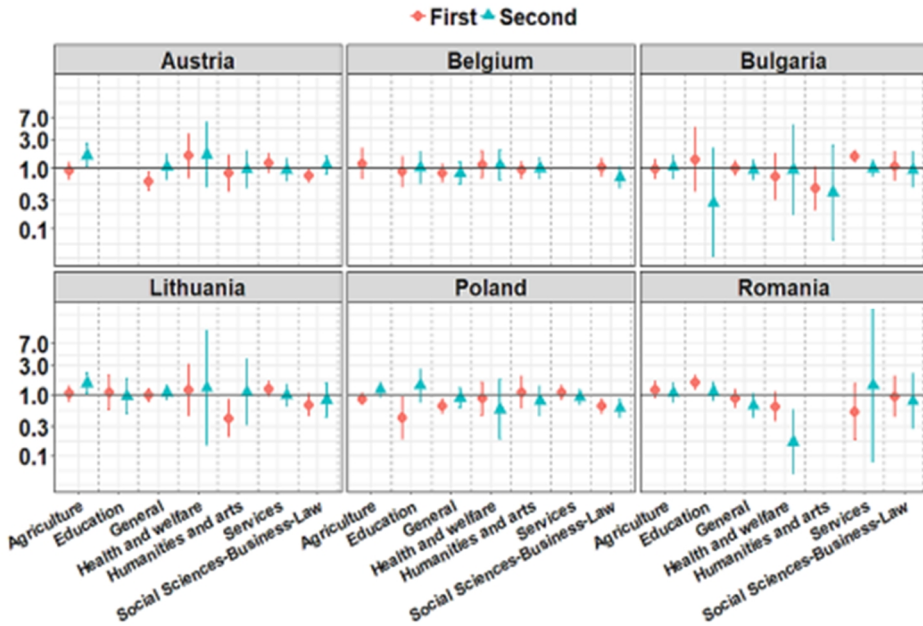 First Second
Austria Belgium Bulgaria
7.0
3.0
1.0
0.3
0.1
Lithuania Poland Romania
7.0
3.0
1.0
0.3
0.1
Agriculture
Education
General
Health and welfare
Humanities and arts
Services
Social Sciences-Business-Law
Agriculture
Education
General
Health and welfare
Humanities and arts
Services
Social Sciences-Business-Law
Agriculture
Education
General
Health and welfare
Humanities and arts
Services
Social Sciences-Business-Law